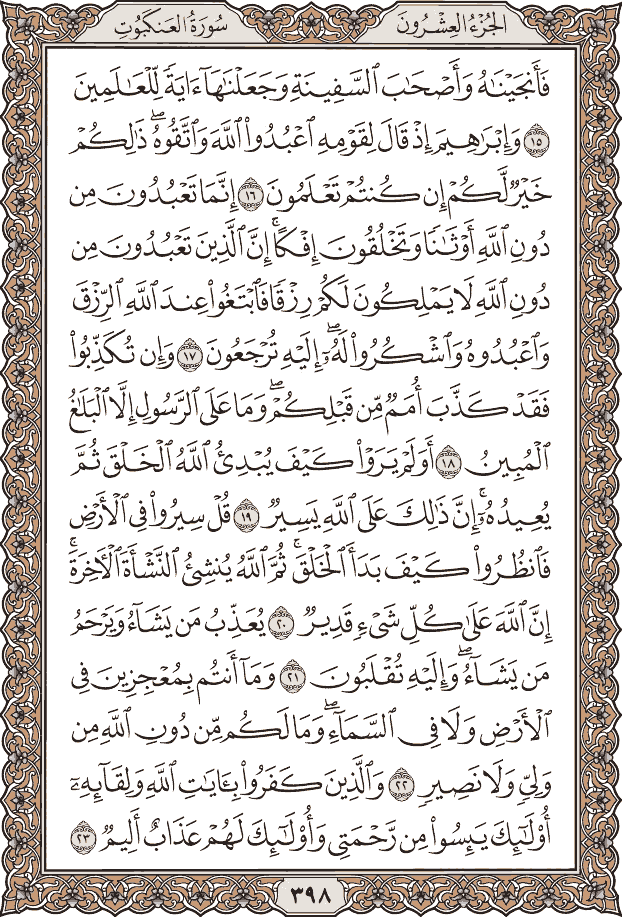 الجُزْءُ العِشْرُونَ
سُورَةُ العَنكَبُوتِ
فَأَنجَيْنَٰهُ وَأَصْحَٰبَ ٱلسَّفِينَةِ وَجَعَلْنَٰهَآ ءَايَةً لِّلْعَٰلَمِينَ
١٥ وَإِبْرَٰهِيمَ إِذْ قَالَ لِقَوْمِهِ ٱعْبُدُوا۟ ٱللَّهَ وَٱتَّقُوهُ ۖ ذَٰلِكُمْ
خَيْرٌ لَّكُمْ إِن كُنتُمْ تَعْلَمُونَ ١٦ إِنَّمَا تَعْبُدُونَ مِن
دُونِ ٱللَّهِ أَوْثَٰنًا وَتَخْلُقُونَ إِفْكًا ۚ إِنَّ ٱلَّذِينَ تَعْبُدُونَ مِن
دُونِ ٱللَّهِ لَا يَمْلِكُونَ لَكُمْ رِزْقًا فَٱبْتَغُوا۟ عِندَ ٱللَّهِ ٱلرِّزْقَ
وَٱعْبُدُوهُ وَٱشْكُرُوا۟ لَهُۥٓ ۖ إِلَيْهِ تُرْجَعُونَ ١٧ وَإِن تُكَذِّبُوا۟
فَقَدْ كَذَّبَ أُمَمٌ مِّن قَبْلِكُمْ ۖ وَمَا عَلَى ٱلرَّسُولِ إِلَّا ٱلْبَلَٰغُ
ٱلْمُبِينُ ١٨ أَوَلَمْ يَرَوْا۟ كَيْفَ يُبْدِئُ ٱللَّهُ ٱلْخَلْقَ ثُمَّ
يُعِيدُهُۥٓ ۚ إِنَّ ذَٰلِكَ عَلَى ٱللَّهِ يَسِيرٌ ١٩ قُلْ سِيرُوا۟ فِى ٱلْأَرْضِ
فَٱنظُرُوا۟ كَيْفَ بَدَأَ ٱلْخَلْقَ ۚ ثُمَّ ٱللَّهُ يُنشِئُ ٱلنَّشْأَةَ ٱلْءَاخِرَةَ ۚ
إِنَّ ٱللَّهَ عَلَىٰ كُلِّ شَىْءٍ قَدِيرٌ ٢٠ يُعَذِّبُ مَن يَشَآءُ وَيَرْحَمُ
مَن يَشَآءُ ۖ وَإِلَيْهِ تُقْلَبُونَ ٢١ وَمَآ أَنتُم بِمُعْجِزِينَ فِى
ٱلْأَرْضِ وَلَا فِى ٱلسَّمَآءِ ۖ وَمَا لَكُم مِّن دُونِ ٱللَّهِ مِن
وَلِىٍّ وَلَا نَصِيرٍ ٢٢ وَٱلَّذِينَ كَفَرُوا۟ بِـَٔايَٰتِ ٱللَّهِ وَلِقَآئِهِۦٓ
أُو۟لَٰٓئِكَ يَئِسُوا۟ مِن رَّحْمَتِى وَأُو۟لَٰٓئِكَ لَهُمْ عَذَابٌ أَلِيمٌ ٢٣
٣٩٨